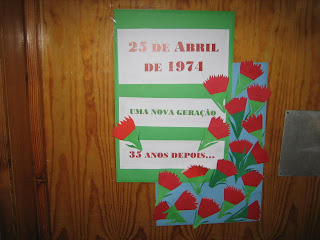 25 de Abril
de 1974
UMA NOVA GERAÇÃO
35 ANOS DEPOIS...